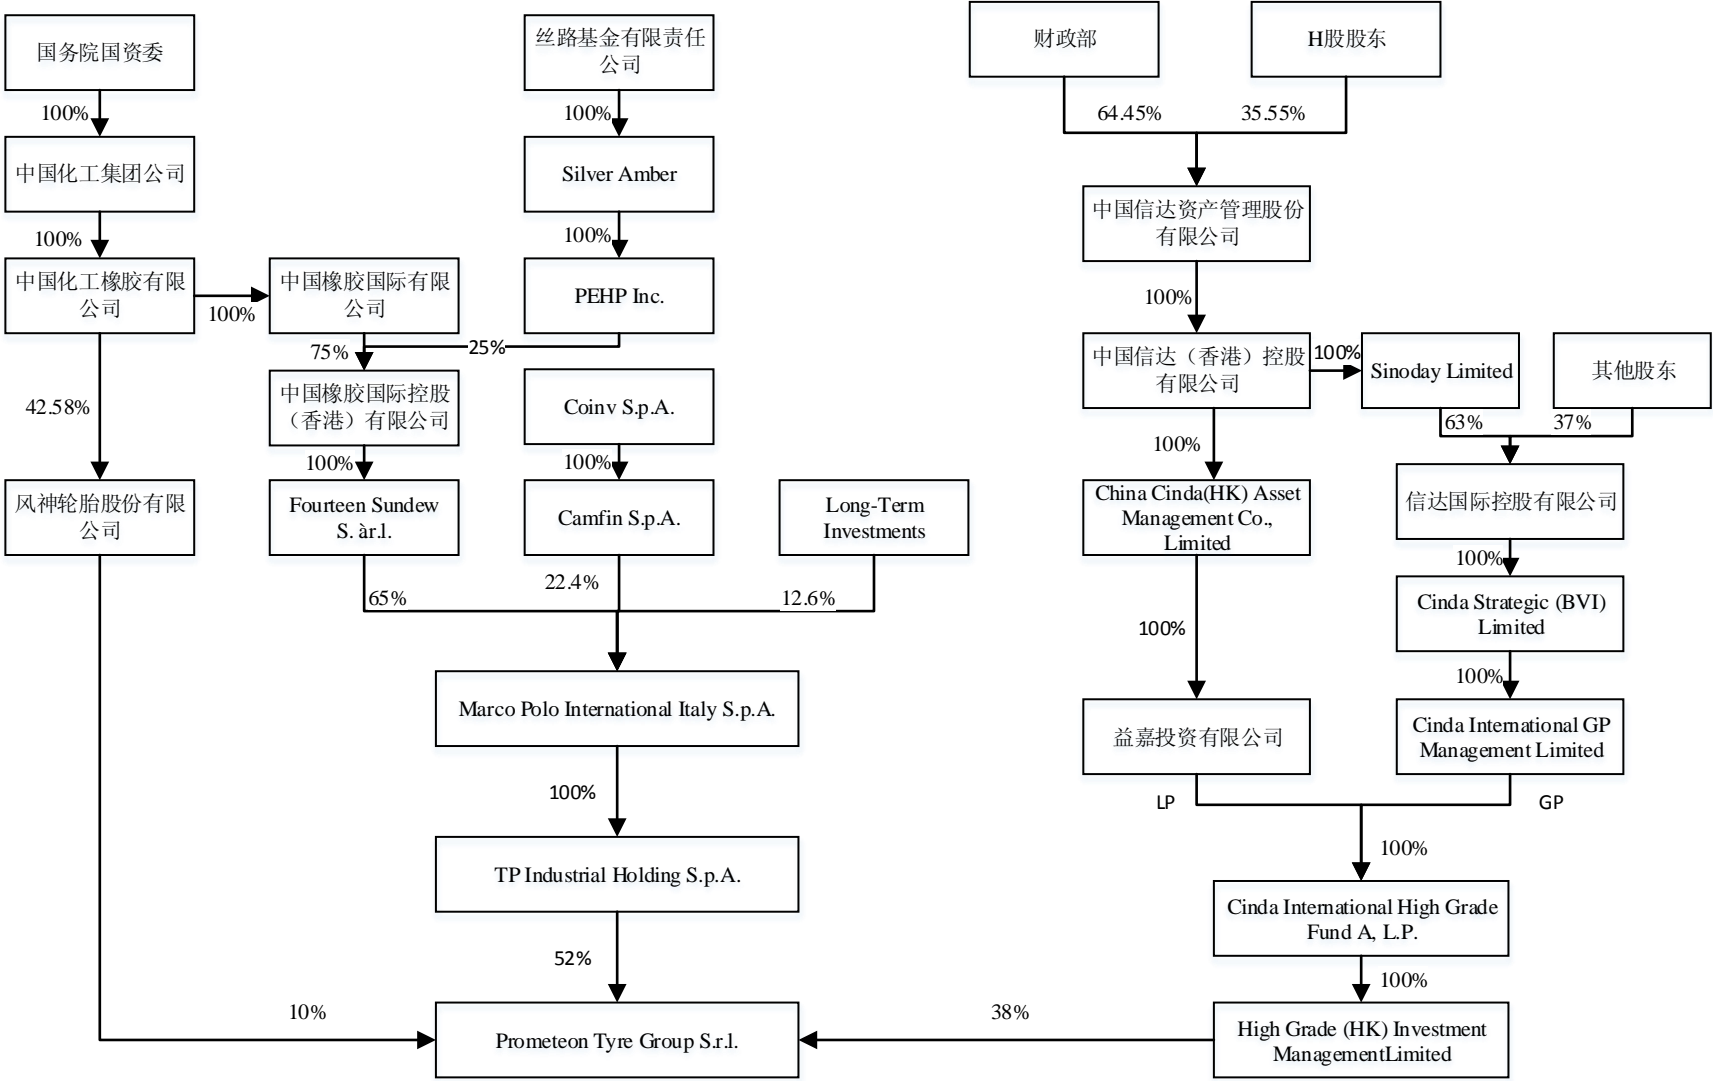 国务院国资委
丝路基金有限责任
公司
财政部
H股股东
100%
100%
64.45%
35.55%
中国化工集团公司
Silver Amber
中国信达资产管理股份
有限公司
100%
100%
中国化工橡胶有限
公司
100%
中国橡胶国际有限
公司
PEHP Inc.
100%
75%
25%
中国信达（香港）控股
有限公司
100%
Sinoday Limited
其他股东
42.58%
中国橡胶国际控股
（香港）有限公司
Coinv S.p.A.
63%
37%
100%
100%
100%
风神轮胎股份有限
公司
Fourteen Sundew
S. àr.l.
Camfin S.p.A.
Long-Term
Investments
China Cinda(HK) Asset
Management Co.,
Limited
信达国际控股有限公司
65%
22.4%
12.6%
100%
100%
Cinda Strategic (BVI)
Limited
Marco Polo International Italy S.p.A.
100%
益嘉投资有限公司
Cinda International GP
Management Limited
100%
LP
GP
100%
TP Industrial Holding S.p.A.
Cinda International High Grade
Fund A, L.P.
52%
100%
10%
38%
Prometeon Tyre Group S.r.l.
High Grade (HK) Investment
ManagementLimited